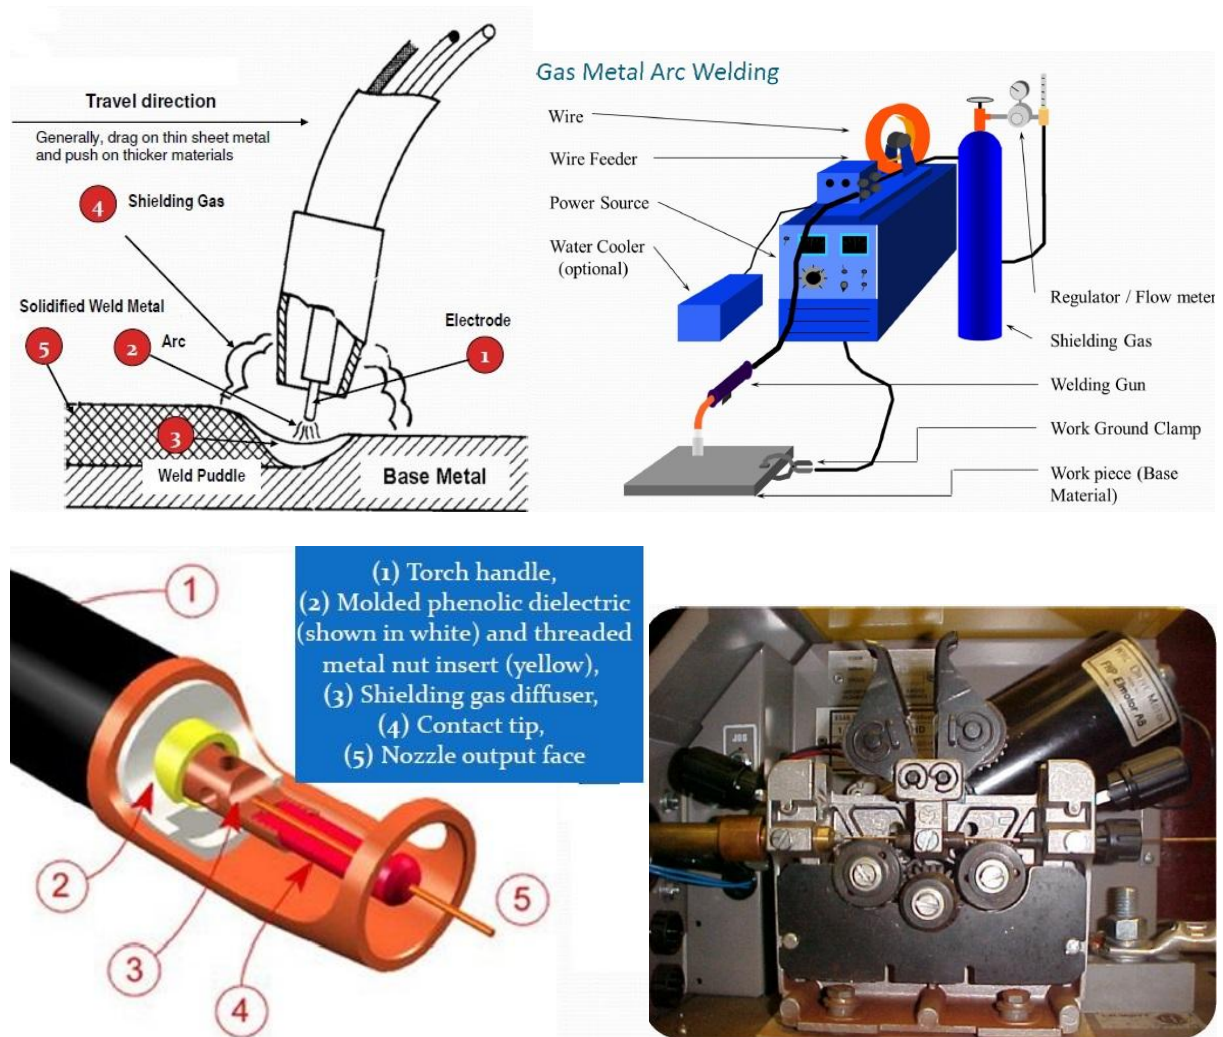 Travel direction
Generally, drag on thin sheet metal
and push on thicker materials
4 Shielding Gas
Solidified Weld Metal
5
2 Arc
Electrode
1
3
Weld Puddle
Base Metal
Gas Metal Arc Welding
Wire
Wire Feeder
Power Source
Water Cooler
(optional)
Regulator / Flow meter
Shielding Gas
Welding Gun
Work Ground Clamp
Work piece (Base
Material)
1
2
3
4
5
(1) Torch handle,
(2) Molded phenolic dielectric
(shown in white) and threaded
metal nut insert (yellow),
(3) Shielding gas diffuser,
(4) Contact tip,
(5) Nozzle output face
JOG
Elmotor AB